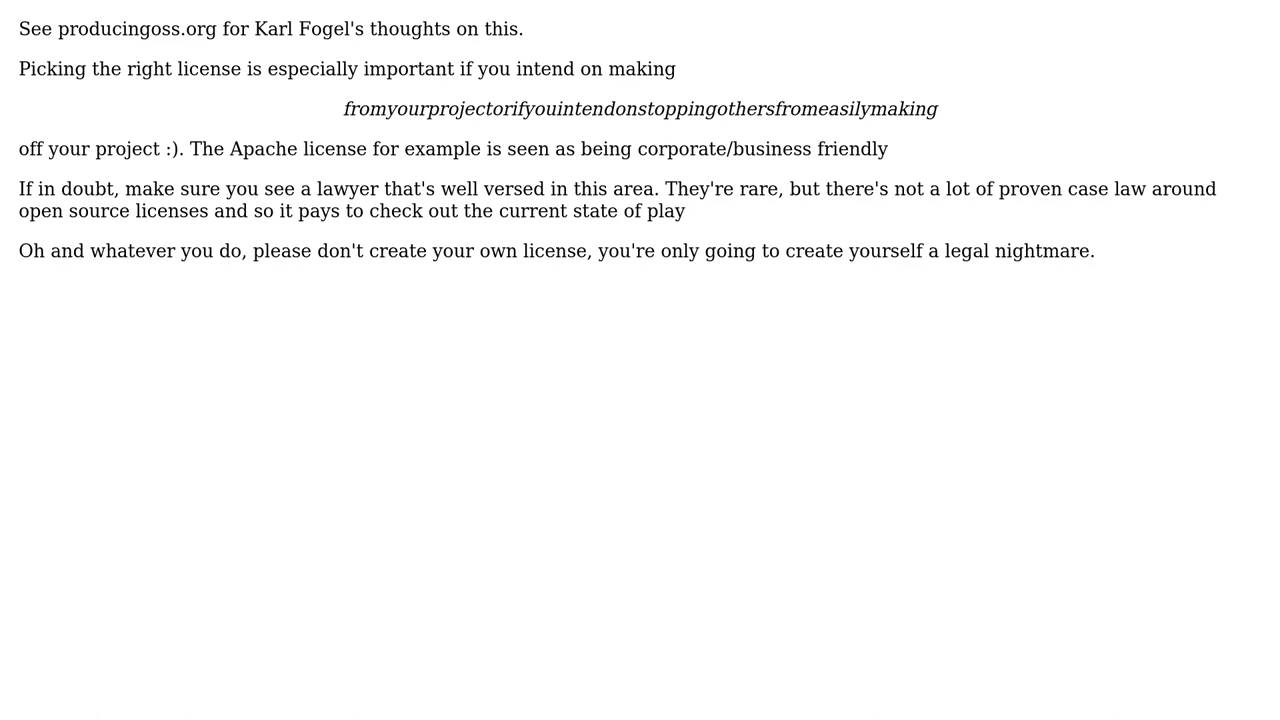 See producingoss.org for Karl Fogel's thoughts on this.
Picking the right license is especially important if you intend on making
fromyourprojectorifyouintendonstoppingothersfromeasilymaking
off your project :). The Apache license for example is seen as being corporate/business friendly
If in doubt, make sure you see a lawyer that's well versed in this area. They're rare, but there's not a lot of proven case law around
open source licenses and so it pays to check out the current state of play
Oh and whatever you do, please don't create your own license, you're only going to create yourself a legal nightmare.